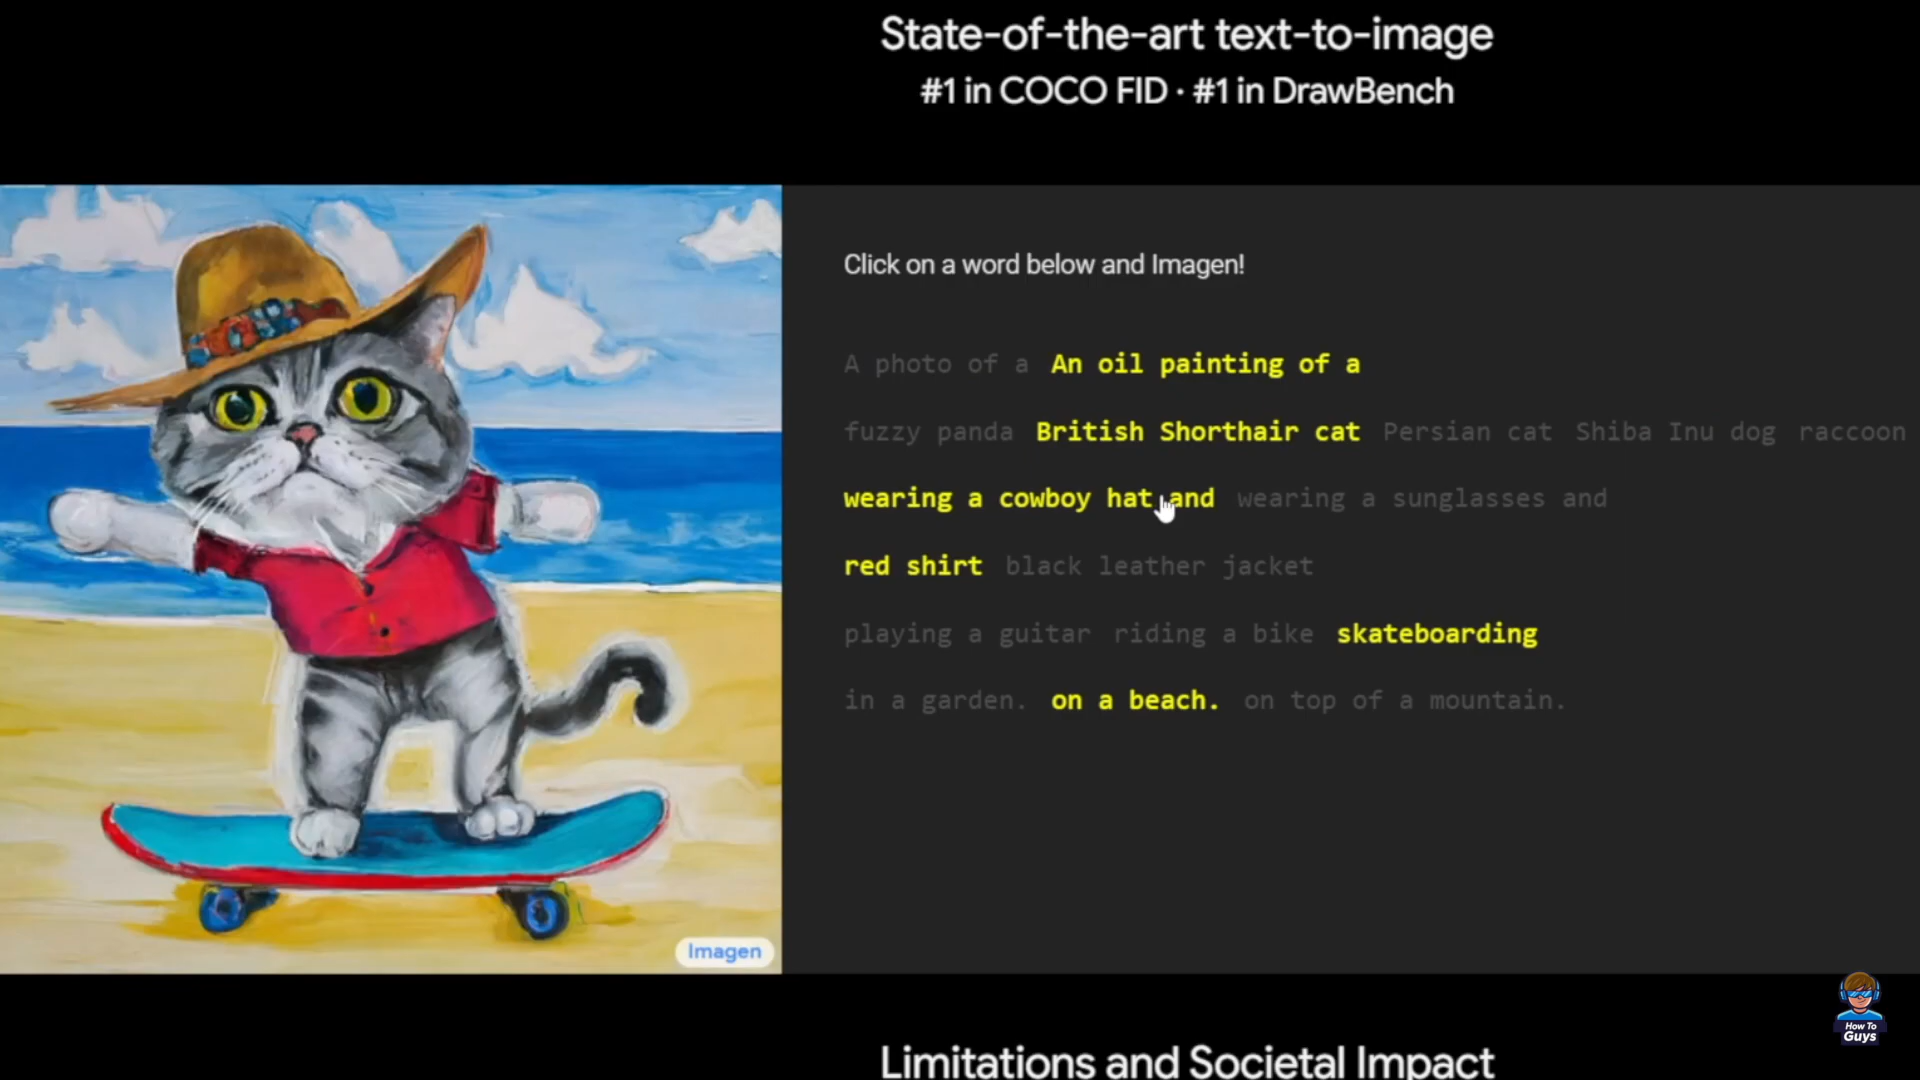 State-of-the-art text-to-image
#1 in COCO FID · #1 in DrawBench
Click on a word below and Imagen!
A photo of a An oil painting of a
fuzzy panda British Shorthair cat Persian cat Shiba Inu dog raccoon
wearing a cowboy hat and wearing a sunglasses and
red shirt black leather jacket
playing a guitar riding a bike skateboarding
in a garden. on a beach. on top of a mountain.
Imagen
How To
Guys
Limitations and Societal Impact